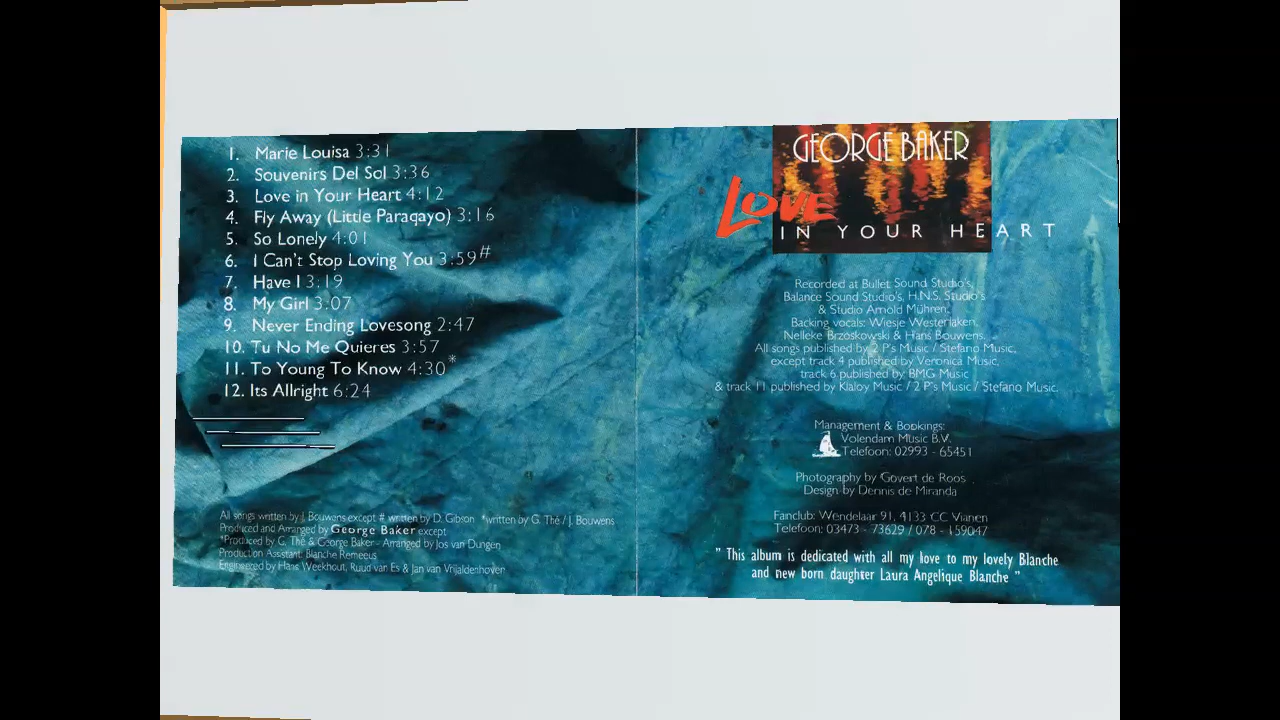 1. Marie Louisa 3:31
2. Souvenirs Del Sol 3:36
3. Love in Your Heart 4:12
4. Fly Away (Little Paraqayo) 3:16
5. So Lonely 4:01
6. I Can't Stop Loving You 3:59#
7. Have I 3:19
8. My Girl 3:07
9. Never Ending Lovesong 2:47
10. Tu No Me Quieres 3:57
11. To Young To Know 4:30*
12. Its Allright 6:24
All songs written by J. Bouwens except # written by D. Gibson *written by G. Thé / J. Bouwens
Produced and Arranged by George Baker except
*Produced by G. Thé & George Baker - Arranged by Jos van Dungen
Production Assistant: Blanche Remeeus
Engineered by Hans Weekhout, Ruud van Es & Jan van Vrijaldenhoven
GEORGE BAKER
LOVE
IN YOUR HEART
Recorded at Bullet Sound Studio's,
Balance Sound Studio's, H.N.S. Studio's
& Studio Arnold Mühren.
Backing vocals: Wiesje Westerlaken,
Nelleke Brzoskowski & Hans Bouwens.
All songs published by 2 P's Music / Stefano Music,
except track 4 published by Veronica Music,
track 6 published by BMG Music
& track 11 published by Klaloy Music / 2 P's Music / Stefano Music.
Management & Bookings:
Volendam Music B.V.
Telefoon: 02993 - 65451
Photography by Govert de Roos
Design by Dennis de Miranda
Fanclub: Wendelaar 91, 4133 CC Vianen
Telefoon: 03473 - 73629 / 078 - 159047
" This album is dedicated with all my love to my lovely Blanche
and new born daughter Laura Angelique Blanche "